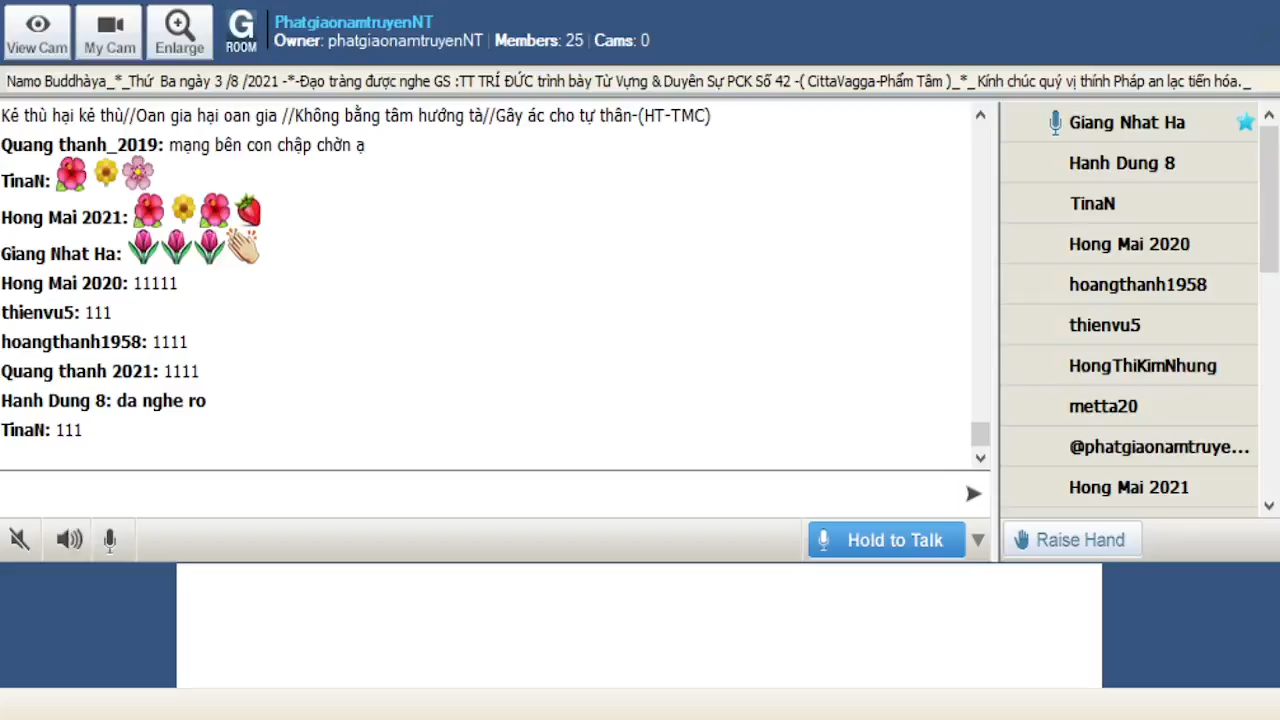 View Cam
My Cam
Enlarge
G
ROOM
PhatgiaonamtruyenNT
Owner: phatgiaonamtruyenNT | Members: 25 | Cams: 0
Namo Buddhàya_*_Thứ Ba ngày 3 /8 /2021 -*-Đạo tràng được nghe GS :TT TRÍ ĐỨC trình bày Từ Vựng & Duyên Sự PCK Số 42 -( CittaVagga-Phẩm Tâm )_*_Kính chúc quý vị thính Pháp an lạc tiến hóa._
Kẻ thù hại kẻ thù//Oan gia hại oan gia //Không bằng tâm hướng tà//Gây ác cho tự thân-(HT-TMC)
Quang thanh_2019: mạng bên con chập chờn ạ
TinaN:
Hong Mai 2021:
Giang Nhat Ha:
Hong Mai 2020: 11111
thienvu5: 111
hoangthanh1958: 1111
Quang thanh 2021: 1111
Hanh Dung 8: da nghe ro
TinaN: 111
Hold to Talk
Giang Nhat Ha
Hanh Dung 8
TinaN
Hong Mai 2020
hoangthanh1958
thienvu5
HongThiKimNhung
metta20
@phatgiaonamtruye...
Hong Mai 2021
Raise Hand